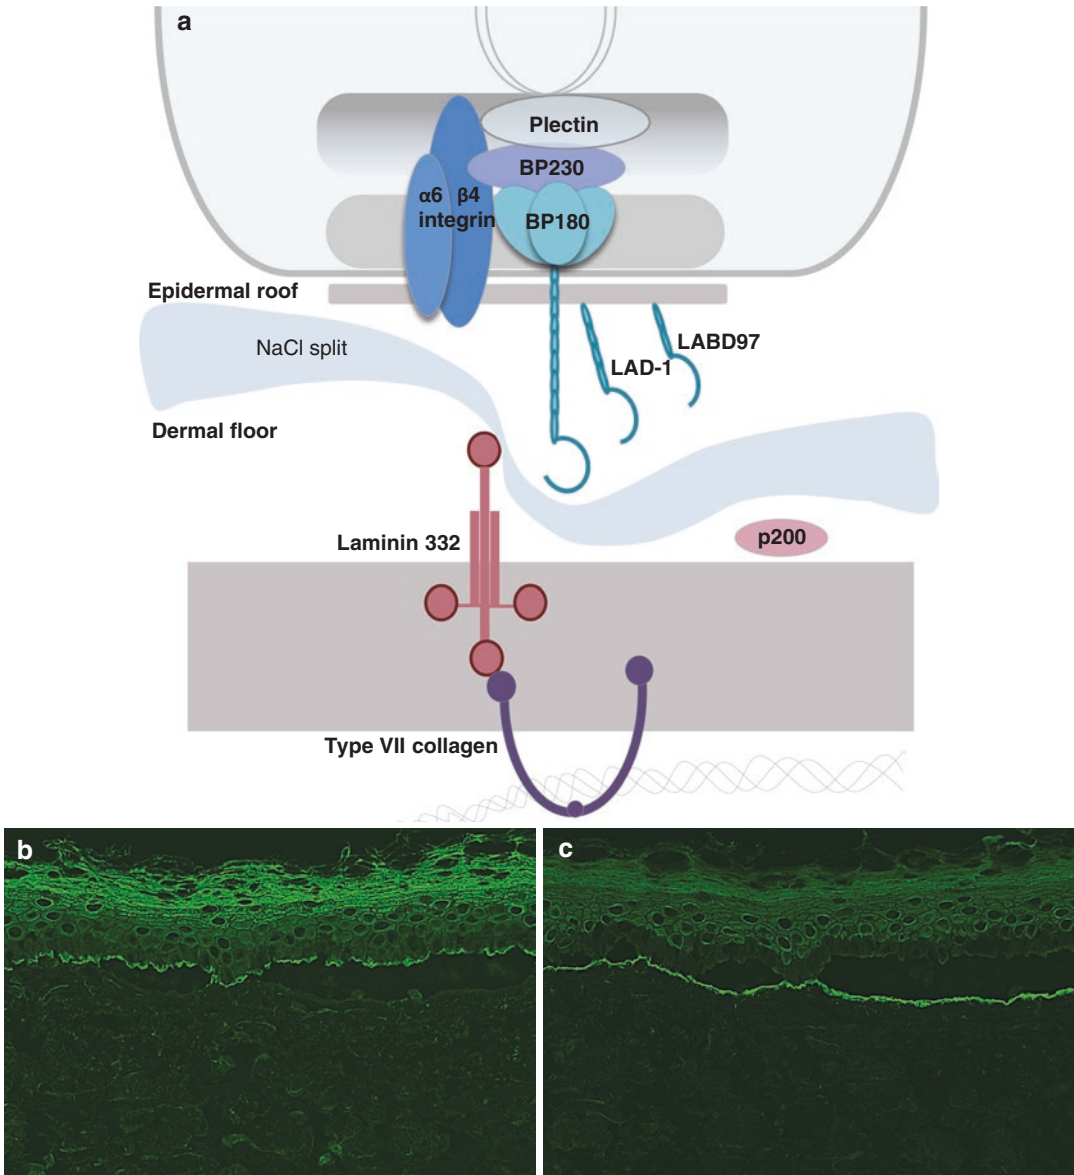 a
Plectin
BP230
α6 β4
integrin
BP180
Epidermal roof
NaCl split
LABD97
LAD-1
Dermal floor
Laminin 332
p200
Type VII collagen
b
c